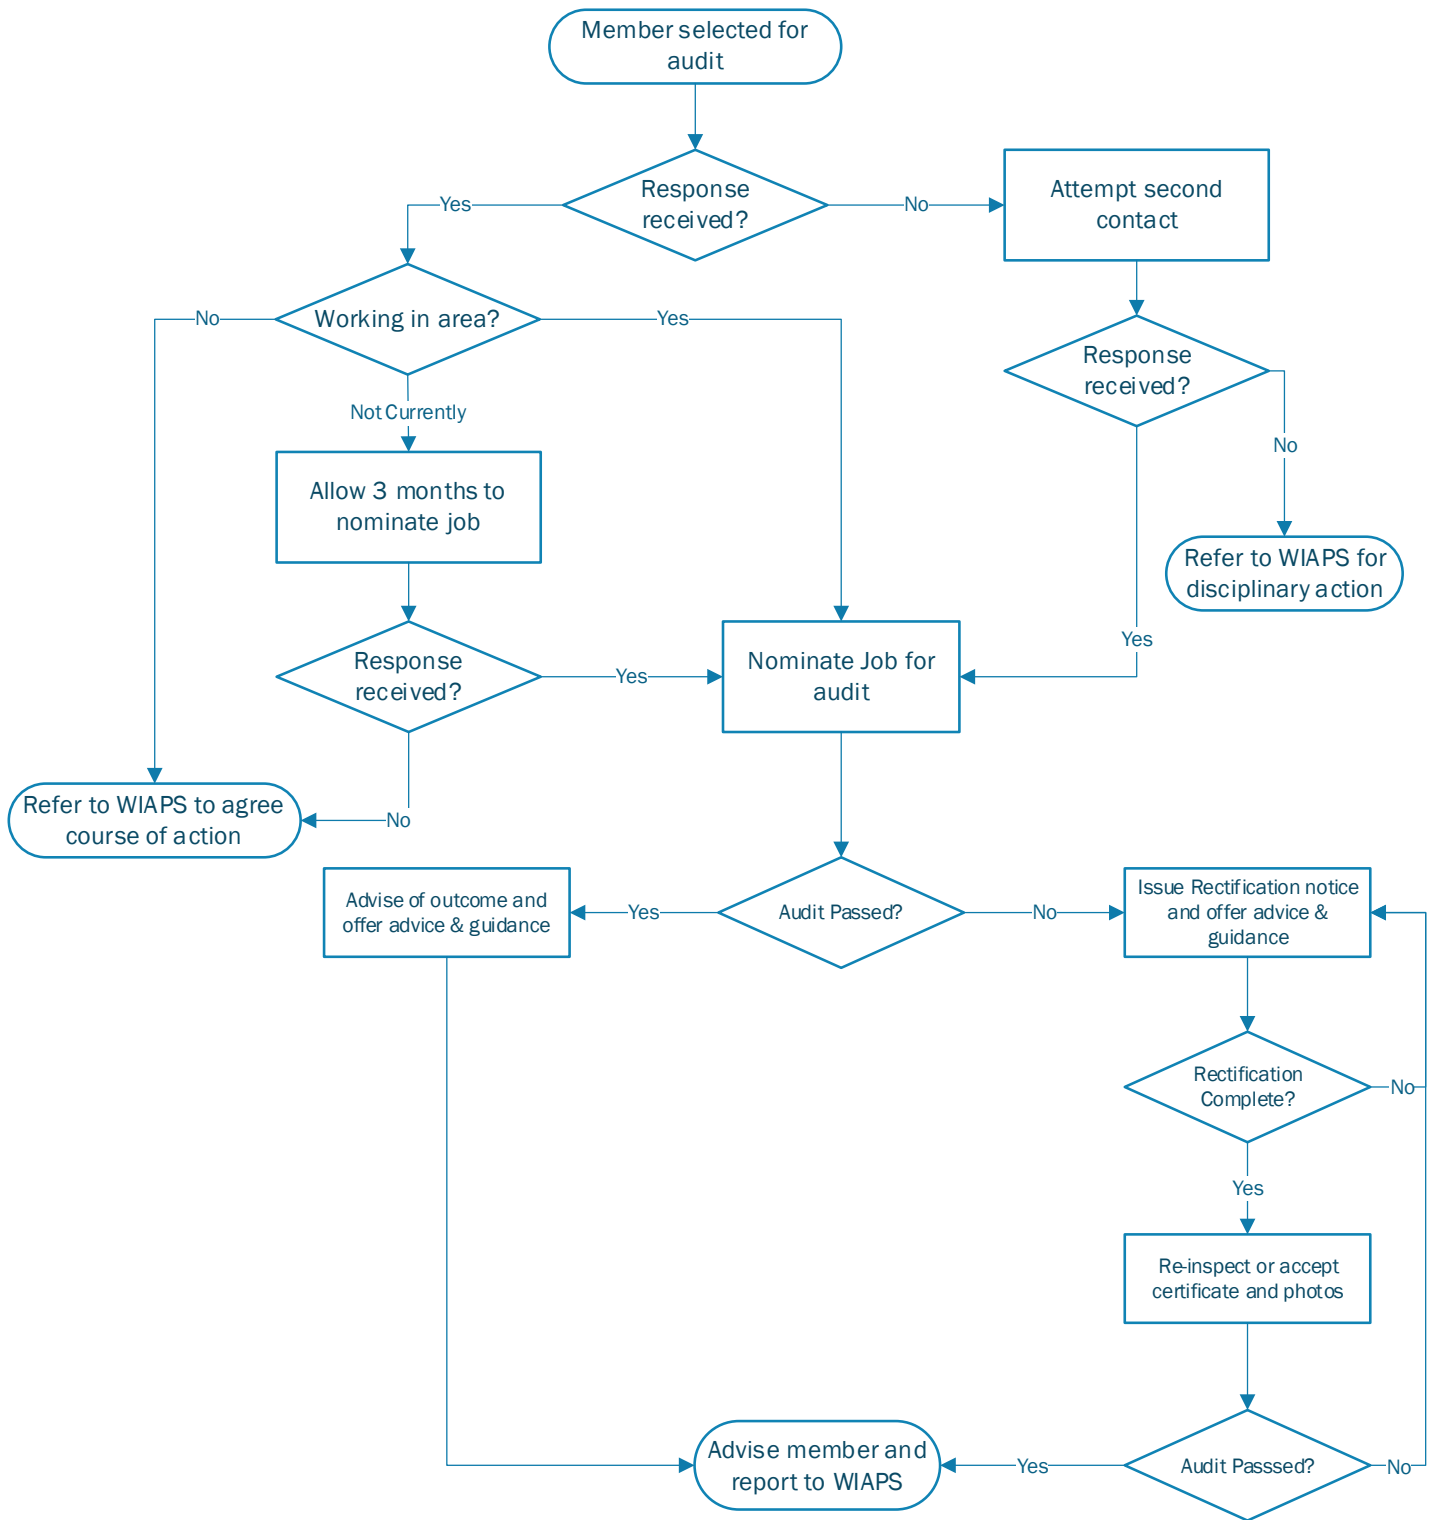 Member selected for
audit
Response
received?
Yes
No
Attempt second
contact
Working in area?
No
Yes
Not Currently
Response
received?
No
Yes
Allow 3 months to
nominate job
Refer to WIAPS for
disciplinary action
Response
received?
Yes
No
Nominate Job for
audit
Refer to WIAPS to agree
course of action
Audit Passed?
Yes
No
Advise of outcome and
offer advice & guidance
Issue Rectification notice
and offer advice &
guidance
Rectification
Complete?
No
Yes
Re-inspect or accept
certificate and photos
Audit Passsed?
Yes
No
Advise member and
report to WIAPS